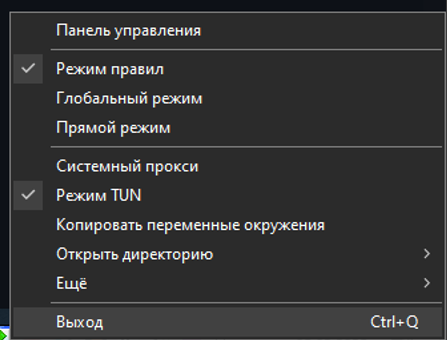 Панель управления
Режим правил
Глобальный режим
Прямой режим
Системный прокси
Режим TUN
Копировать переменные окружения
Открыть директорию
Ещё
Выход Ctrl+Q